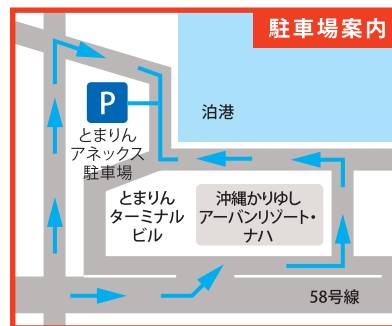 駐車場案内
P
泊港
とまりん
アネックス
駐車場
とまりん
ターミナル
ビル
沖縄かりゆし
アーバンリゾート・
ナハ
58号線